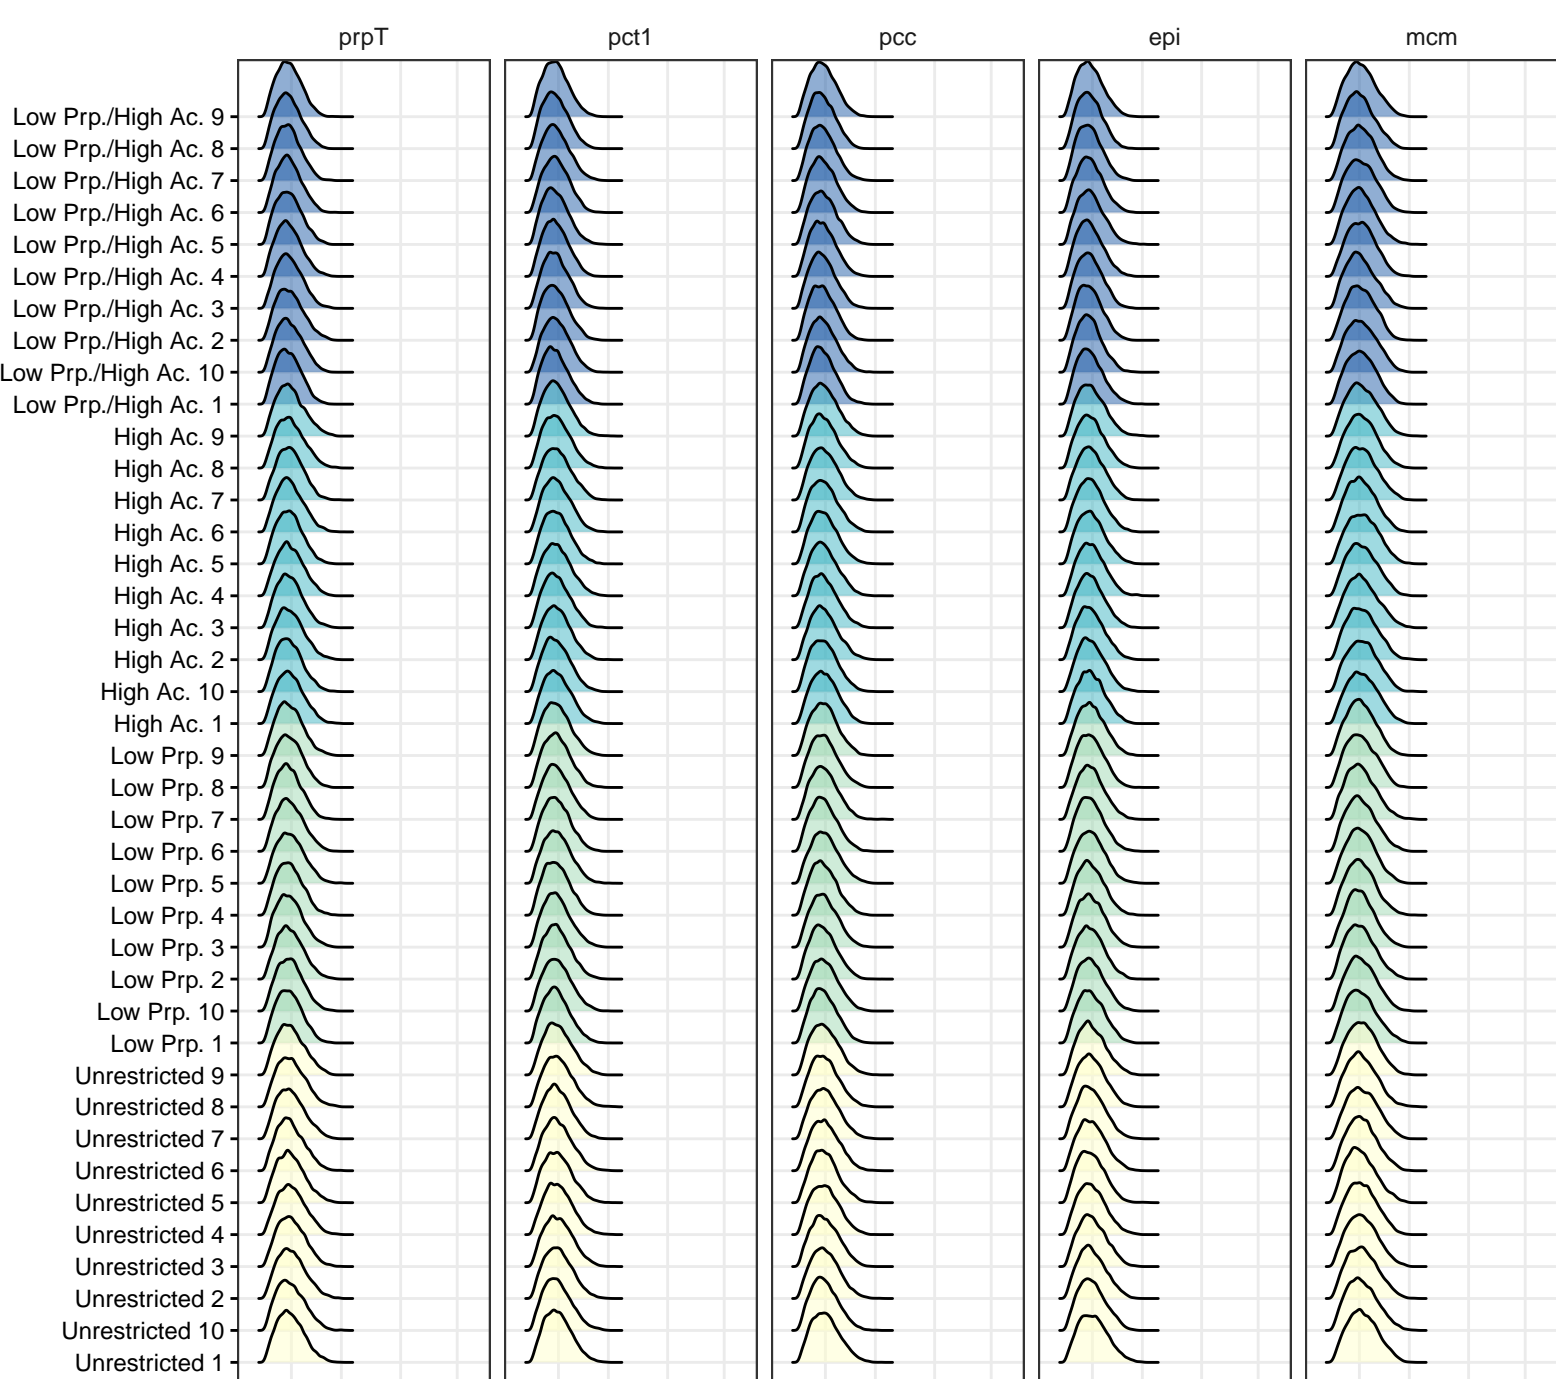 prpT pct1 pcc epi mcm
Low Prp./High Ac. 9
Low Prp./High Ac. 8
Low Prp./High Ac. 7
Low Prp./High Ac. 6
Low Prp./High Ac. 5
Low Prp./High Ac. 4
Low Prp./High Ac. 3
Low Prp./High Ac. 2
Low Prp./High Ac. 10
Low Prp./High Ac. 1
High Ac. 9
High Ac. 8
High Ac. 7
High Ac. 6
High Ac. 5
High Ac. 4
High Ac. 3
High Ac. 2
High Ac. 10
High Ac. 1
Low Prp. 9
Low Prp. 8
Low Prp. 7
Low Prp. 6
Low Prp. 5
Low Prp. 4
Low Prp. 3
Low Prp. 2
Low Prp. 10
Low Prp. 1
Unrestricted 9
Unrestricted 8
Unrestricted 7
Unrestricted 6
Unrestricted 5
Unrestricted 4
Unrestricted 3
Unrestricted 2
Unrestricted 10
Unrestricted 1